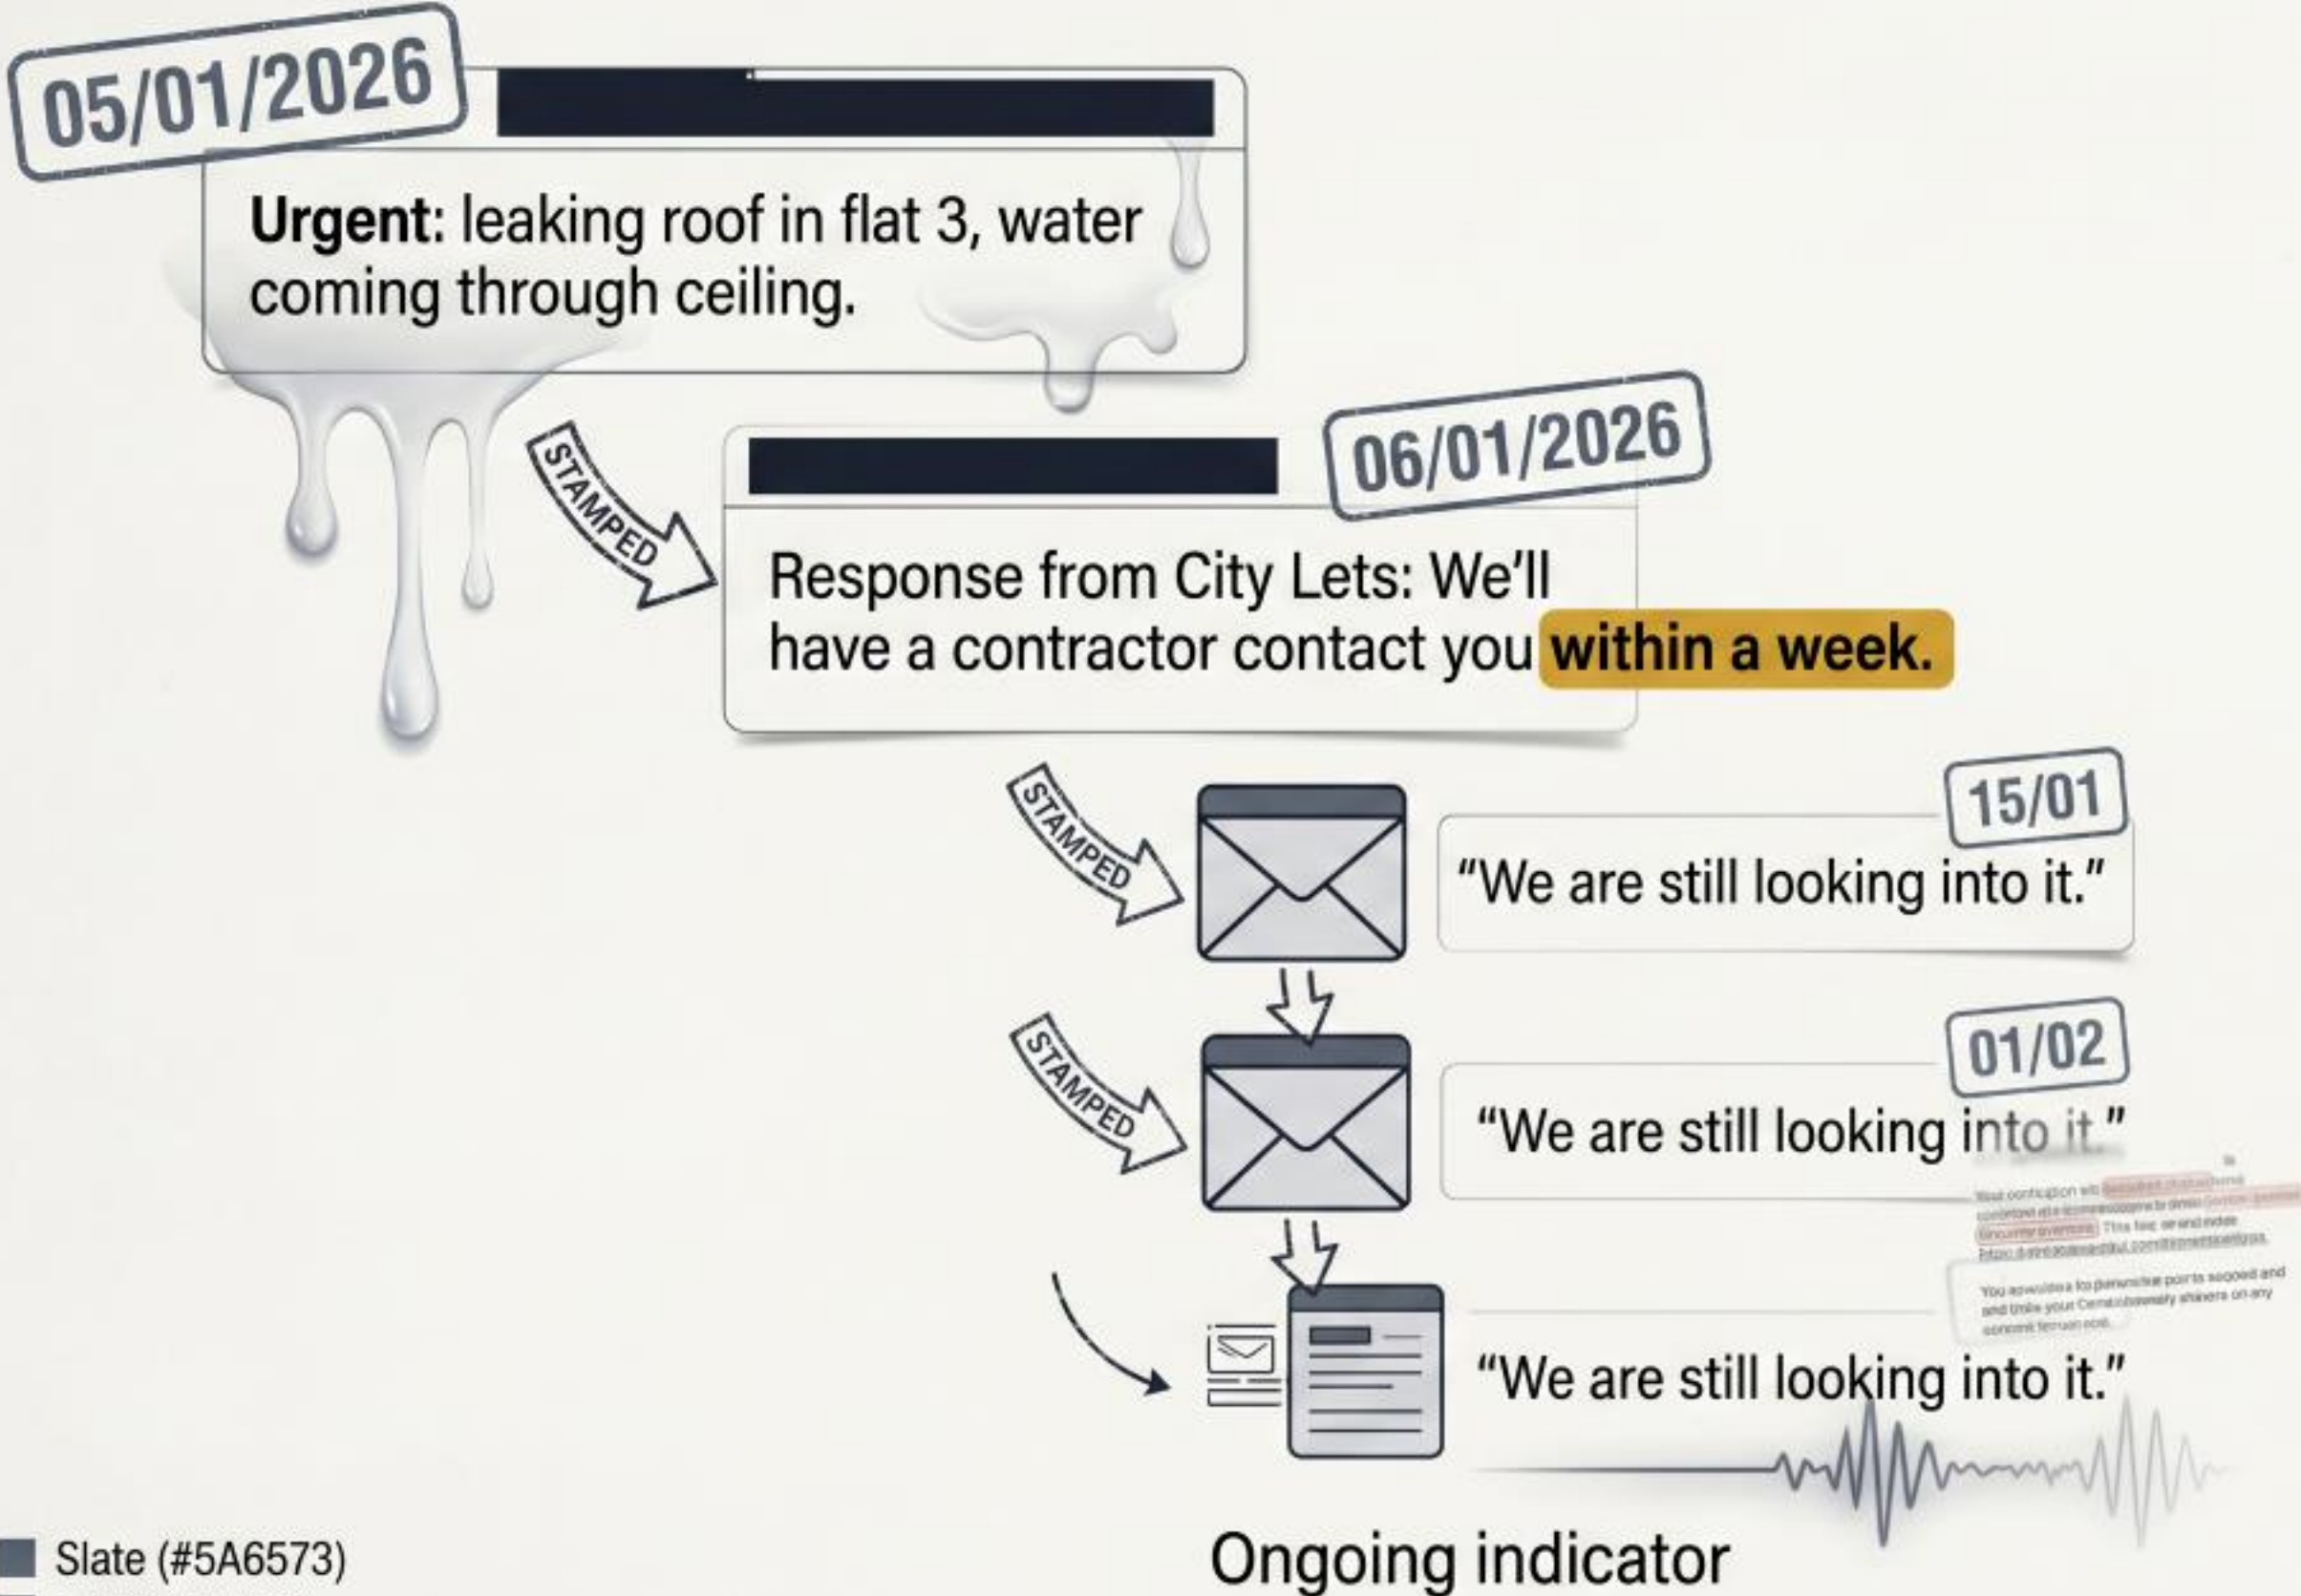 05/01/2026
Urgent: leaking roof in flat 3, water
coming through ceiling.
STAMPED
06/01/2026
Response from City Lets: We’ll
have a contractor contact you within a week.
STAMPED
15/01
“We are still looking into it.”
STAMPED
01/02
“We are still looking into it.”
“We are still looking into it.”
Ongoing indicator
Slate (#5A6573)